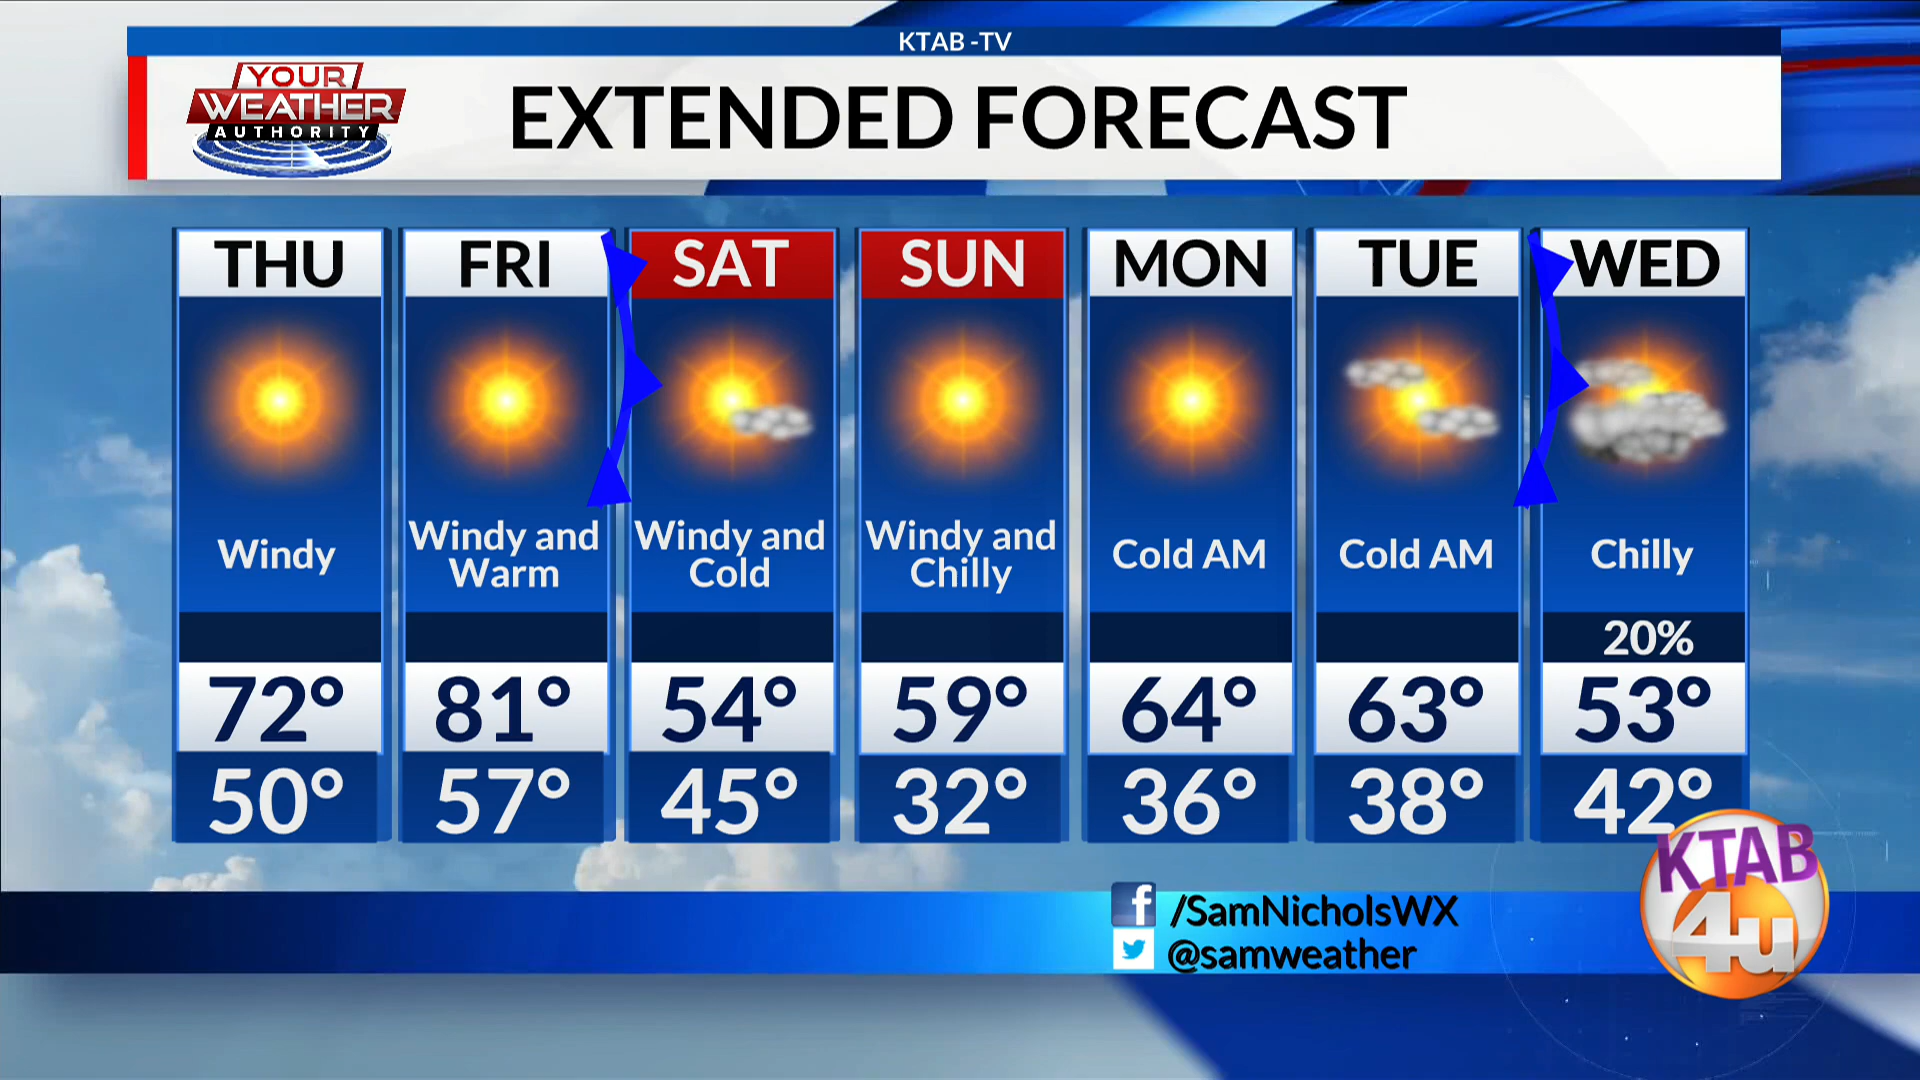 KTAB -TV
YOUR
WEATHER
AUTHORITY
EXTENDED FORECAST
THU FRI SAT SUN MON TUE WED
Windy
Windy and
Warm
Windy and
Cold
Windy and
Chilly
Cold AM
Cold AM
Chilly
20%
72° 81° 54° 59° 64° 63° 53°
50° 57° 45° 32° 36° 38° 42°
f /SamNicholsWX
@samweather
KTAB
4u